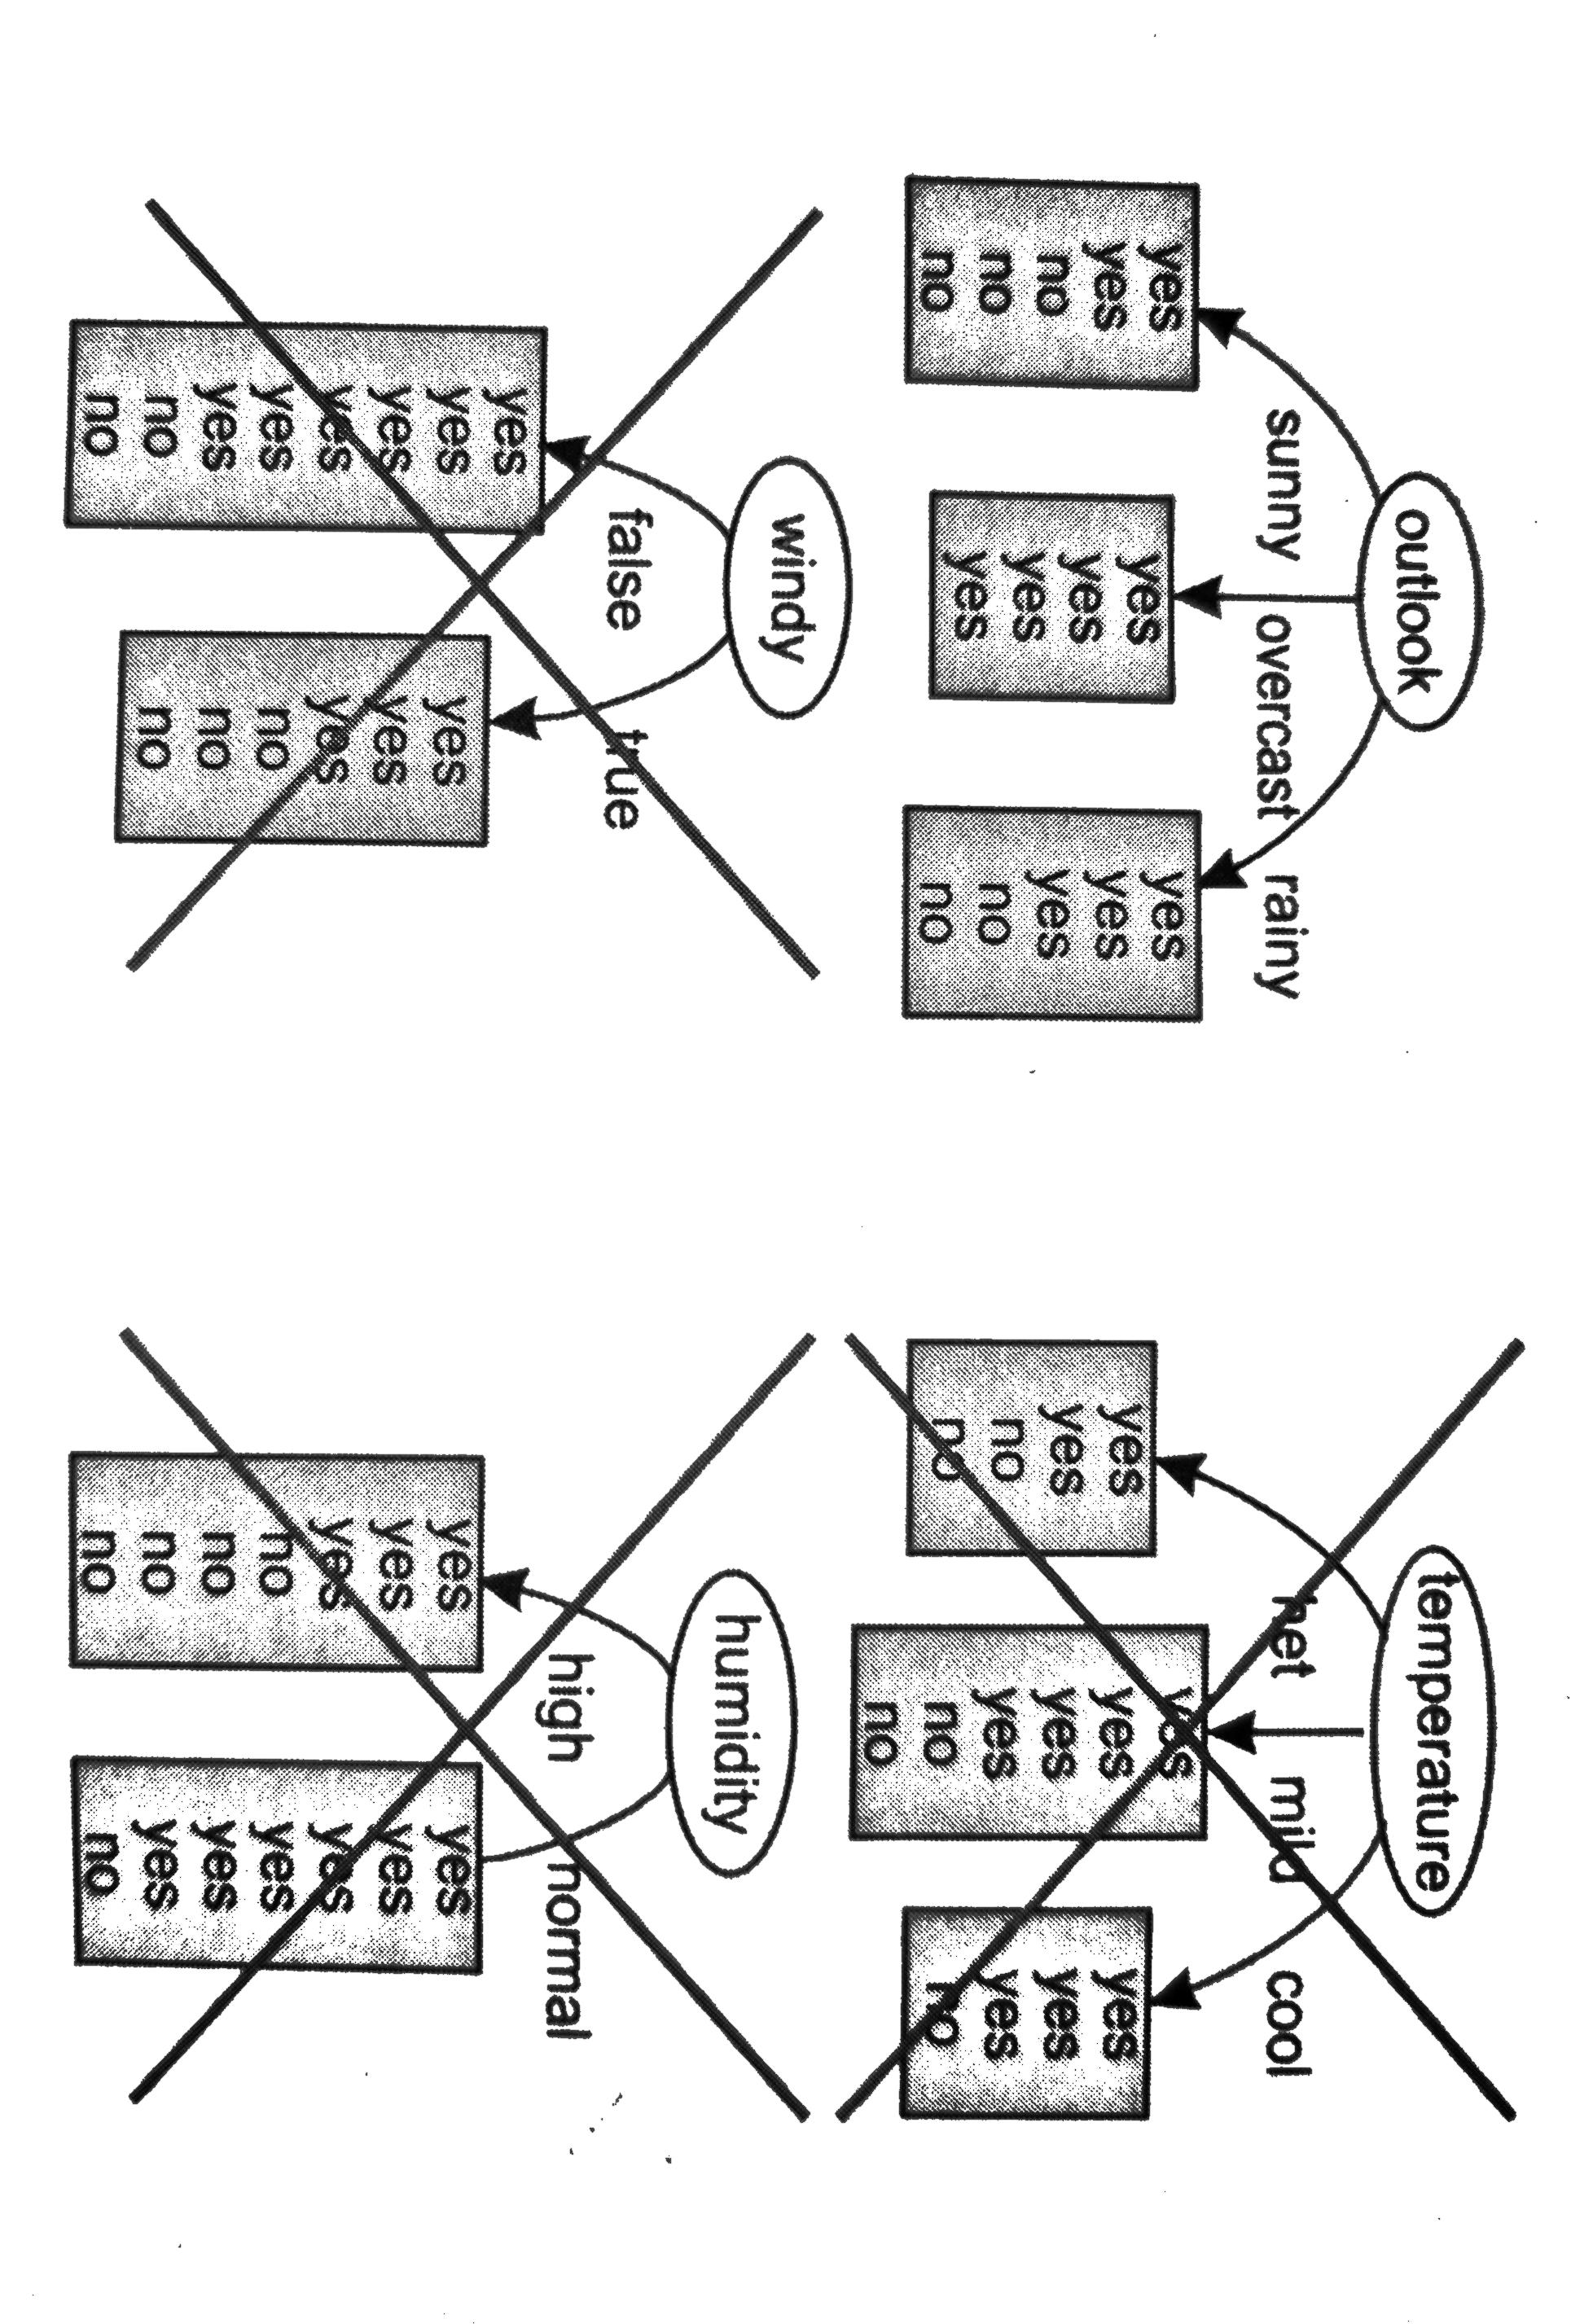 outlook
sunny
overcast
rainy
yes
yes
no
no
no
yes
yes
yes
yes
yes
yes
yes
no
no
temperature
hot
mild
cool
yes
yes
no
no
yes
yes
yes
yes
no
no
yes
yes
yes
no
windy
false
true
yes
yes
yes
yes
yes
yes
no
no
yes
yes
yes
no
no
no
humidity
high
normal
yes
yes
yes
no
no
no
no
yes
yes
yes
yes
yes
yes
no